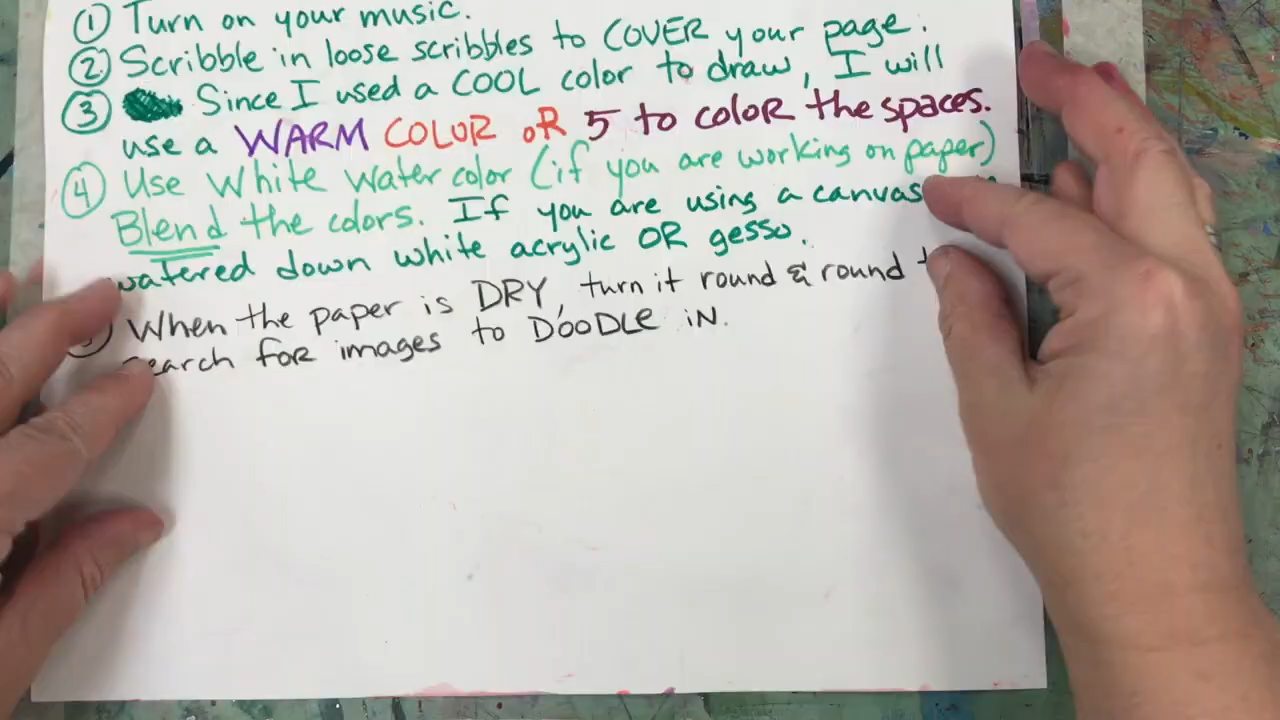 ① Turn on your music.
② Scribble in loose scribbles to COVER your page.
③ Since I used a COOL color to draw, I will
use a WARM COLOR OR 5 to color the spaces.
④ Use White Watercolor (if you are working on paper)
Blend the colors. If you are using a canvas
watered down white acrylic OR gesso.
When the paper is DRY, turn it round & round
search for images to DOODLE iN.